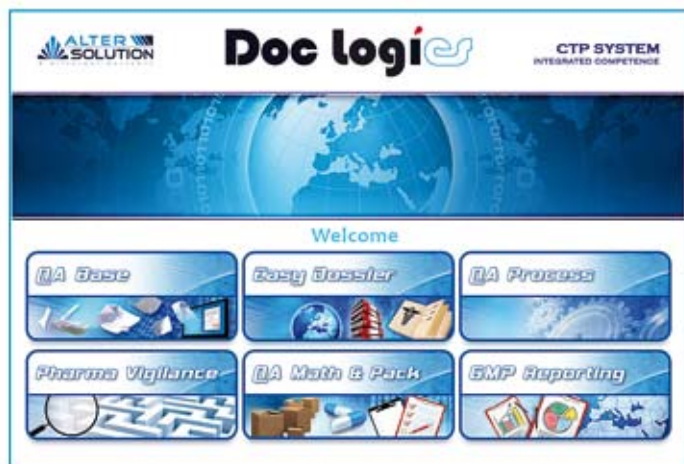 ALTER
SOLUTION
Doc Logics
CTP SYSTEM
INTEGRATED COMPETENCE
Welcome
QA Base
Easy Dossier
QA Process
Pharma Vigilance
QA Math & Pack
GMP Reporting